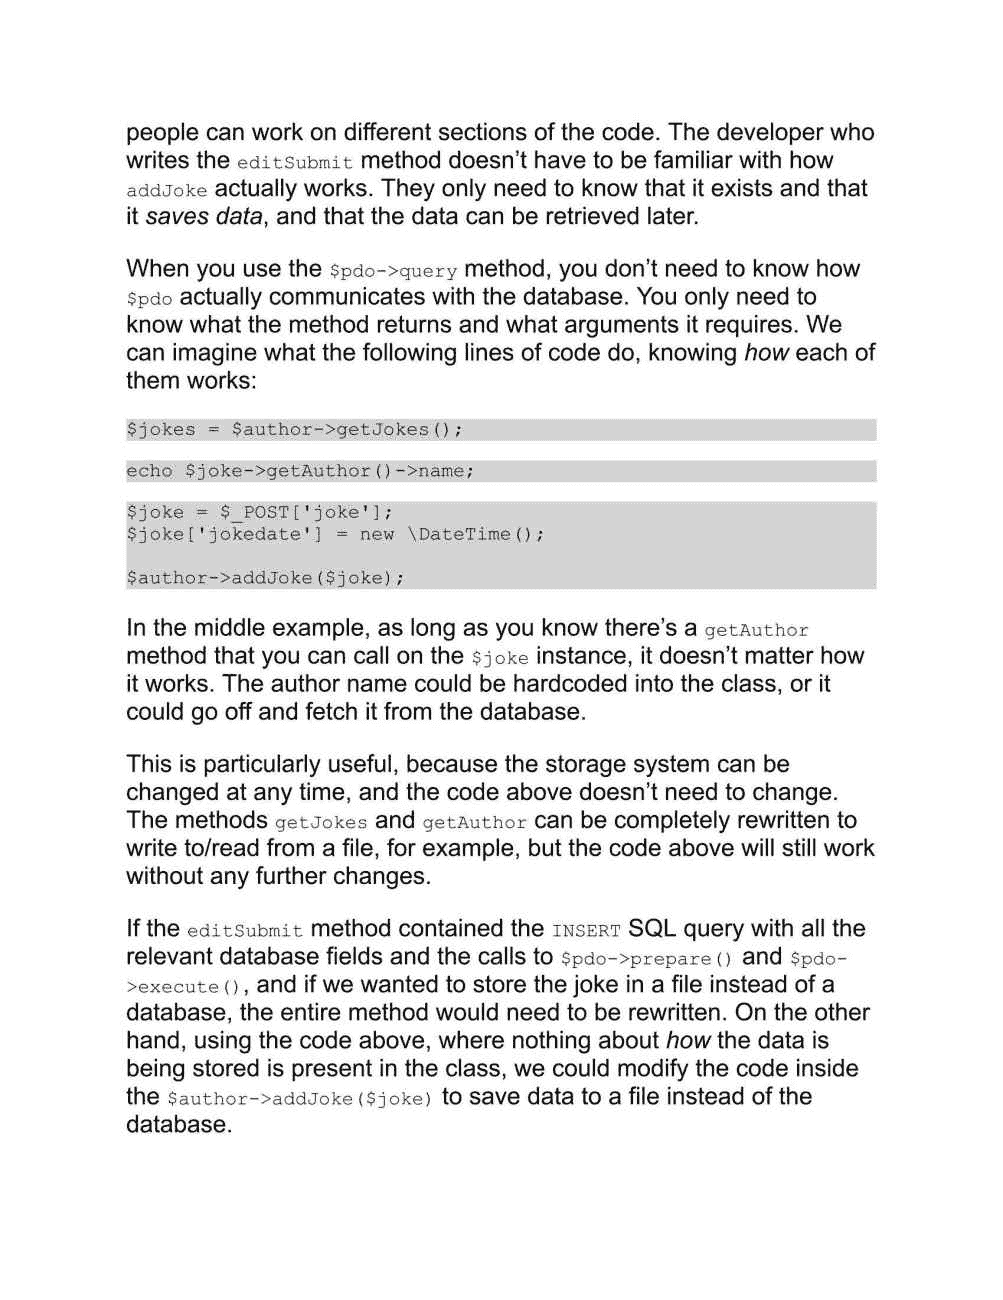 people can work on different sections of the code. The developer who
writes the editSubmit method doesn’t have to be familiar with how
addJoke actually works. They only need to know that it exists and that
it saves data, and that the data can be retrieved later.
When you use the $pdo->query method, you don’t need to know how
$pdo actually communicates with the database. You only need to
know what the method returns and what arguments it requires. We
can imagine what the following lines of code do, knowing how each of
them works:
$jokes = $author->getJokes();
echo $joke->getAuthor()->name;
$joke = $_POST['joke'];
$joke['jokedate'] = new \DateTime();
$author->addJoke($joke);
In the middle example, as long as you know there’s a getAuthor
method that you can call on the $joke instance, it doesn’t matter how
it works. The author name could be hardcoded into the class, or it
could go off and fetch it from the database.
This is particularly useful, because the storage system can be
changed at any time, and the code above doesn’t need to change.
The methods getJokes and getAuthor can be completely rewritten to
write to/read from a file, for example, but the code above will still work
without any further changes.
If the editSubmit method contained the INSERT SQL query with all the
relevant database fields and the calls to $pdo->prepare() and $pdo-
>execute(), and if we wanted to store the joke in a file instead of a
database, the entire method would need to be rewritten. On the other
hand, using the code above, where nothing about how the data is
being stored is present in the class, we could modify the code inside
the $author->addJoke($joke) to save data to a file instead of the
database.